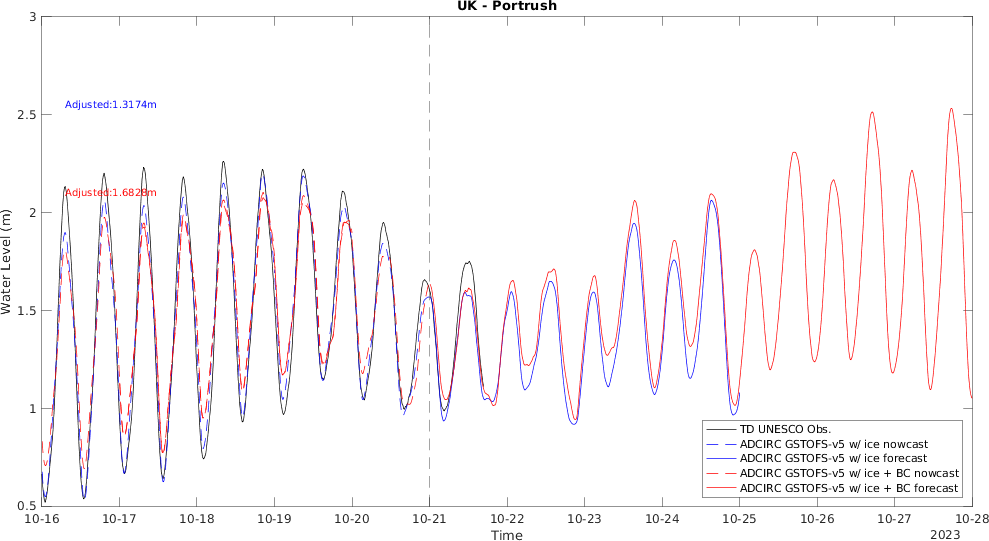 UK - Portrush
3
2.5
2
1.5
1
0.5
Water Level (m)
Adjusted:1.3174m
Adjusted:1.6828m
TD UNESCO Obs.
ADCIRC GSTOFS-v5 w/ ice nowcast
ADCIRC GSTOFS-v5 w/ ice forecast
ADCIRC GSTOFS-v5 w/ ice + BC nowcast
ADCIRC GSTOFS-v5 w/ ice + BC forecast
10-16 10-17 10-18 10-19 10-20 10-21 10-22 10-23 10-24 10-25 10-26 10-27 10-28
Time
2023